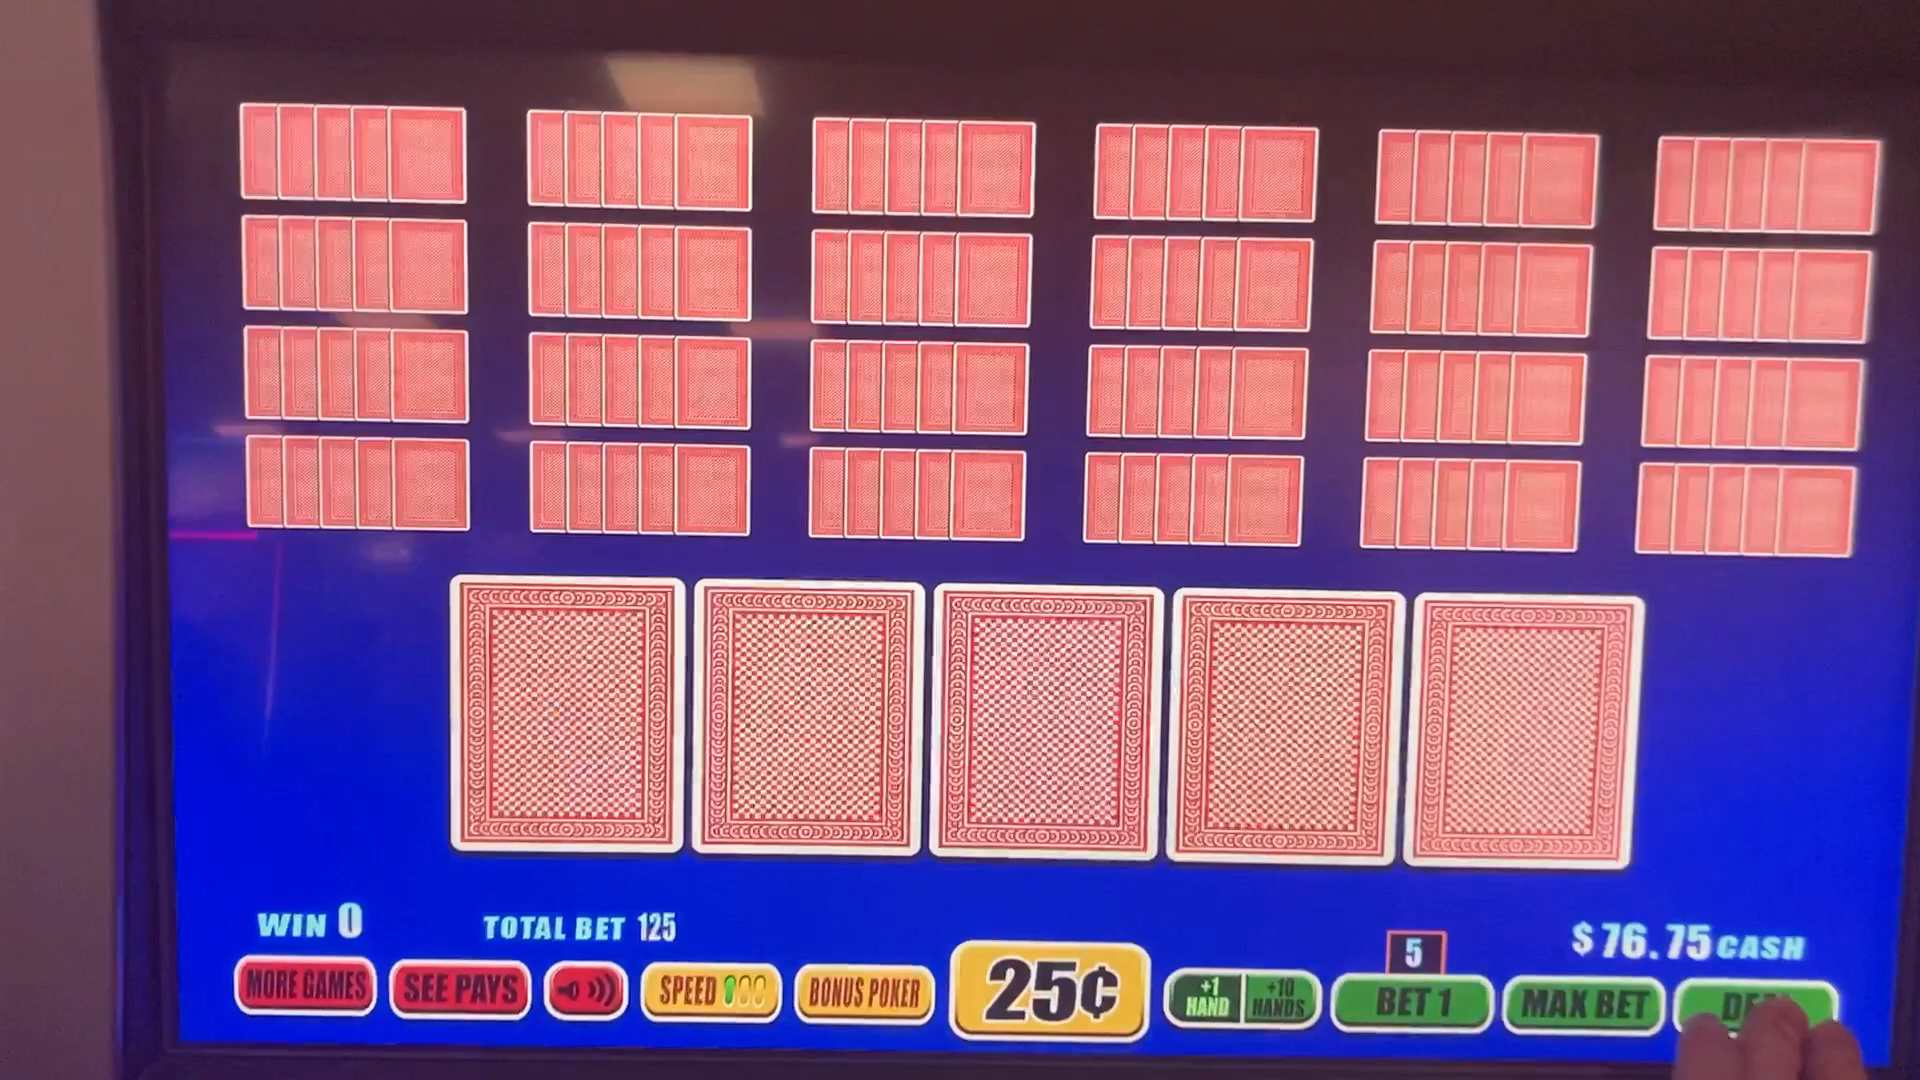 WIN 0
TOTAL BET 125
5
$76.75 CASH
MORE GAMES
SEE PAYS
SPEED
BONUS POKER
25¢
+1 HAND
+10 HANDS
BET 1
MAX BET